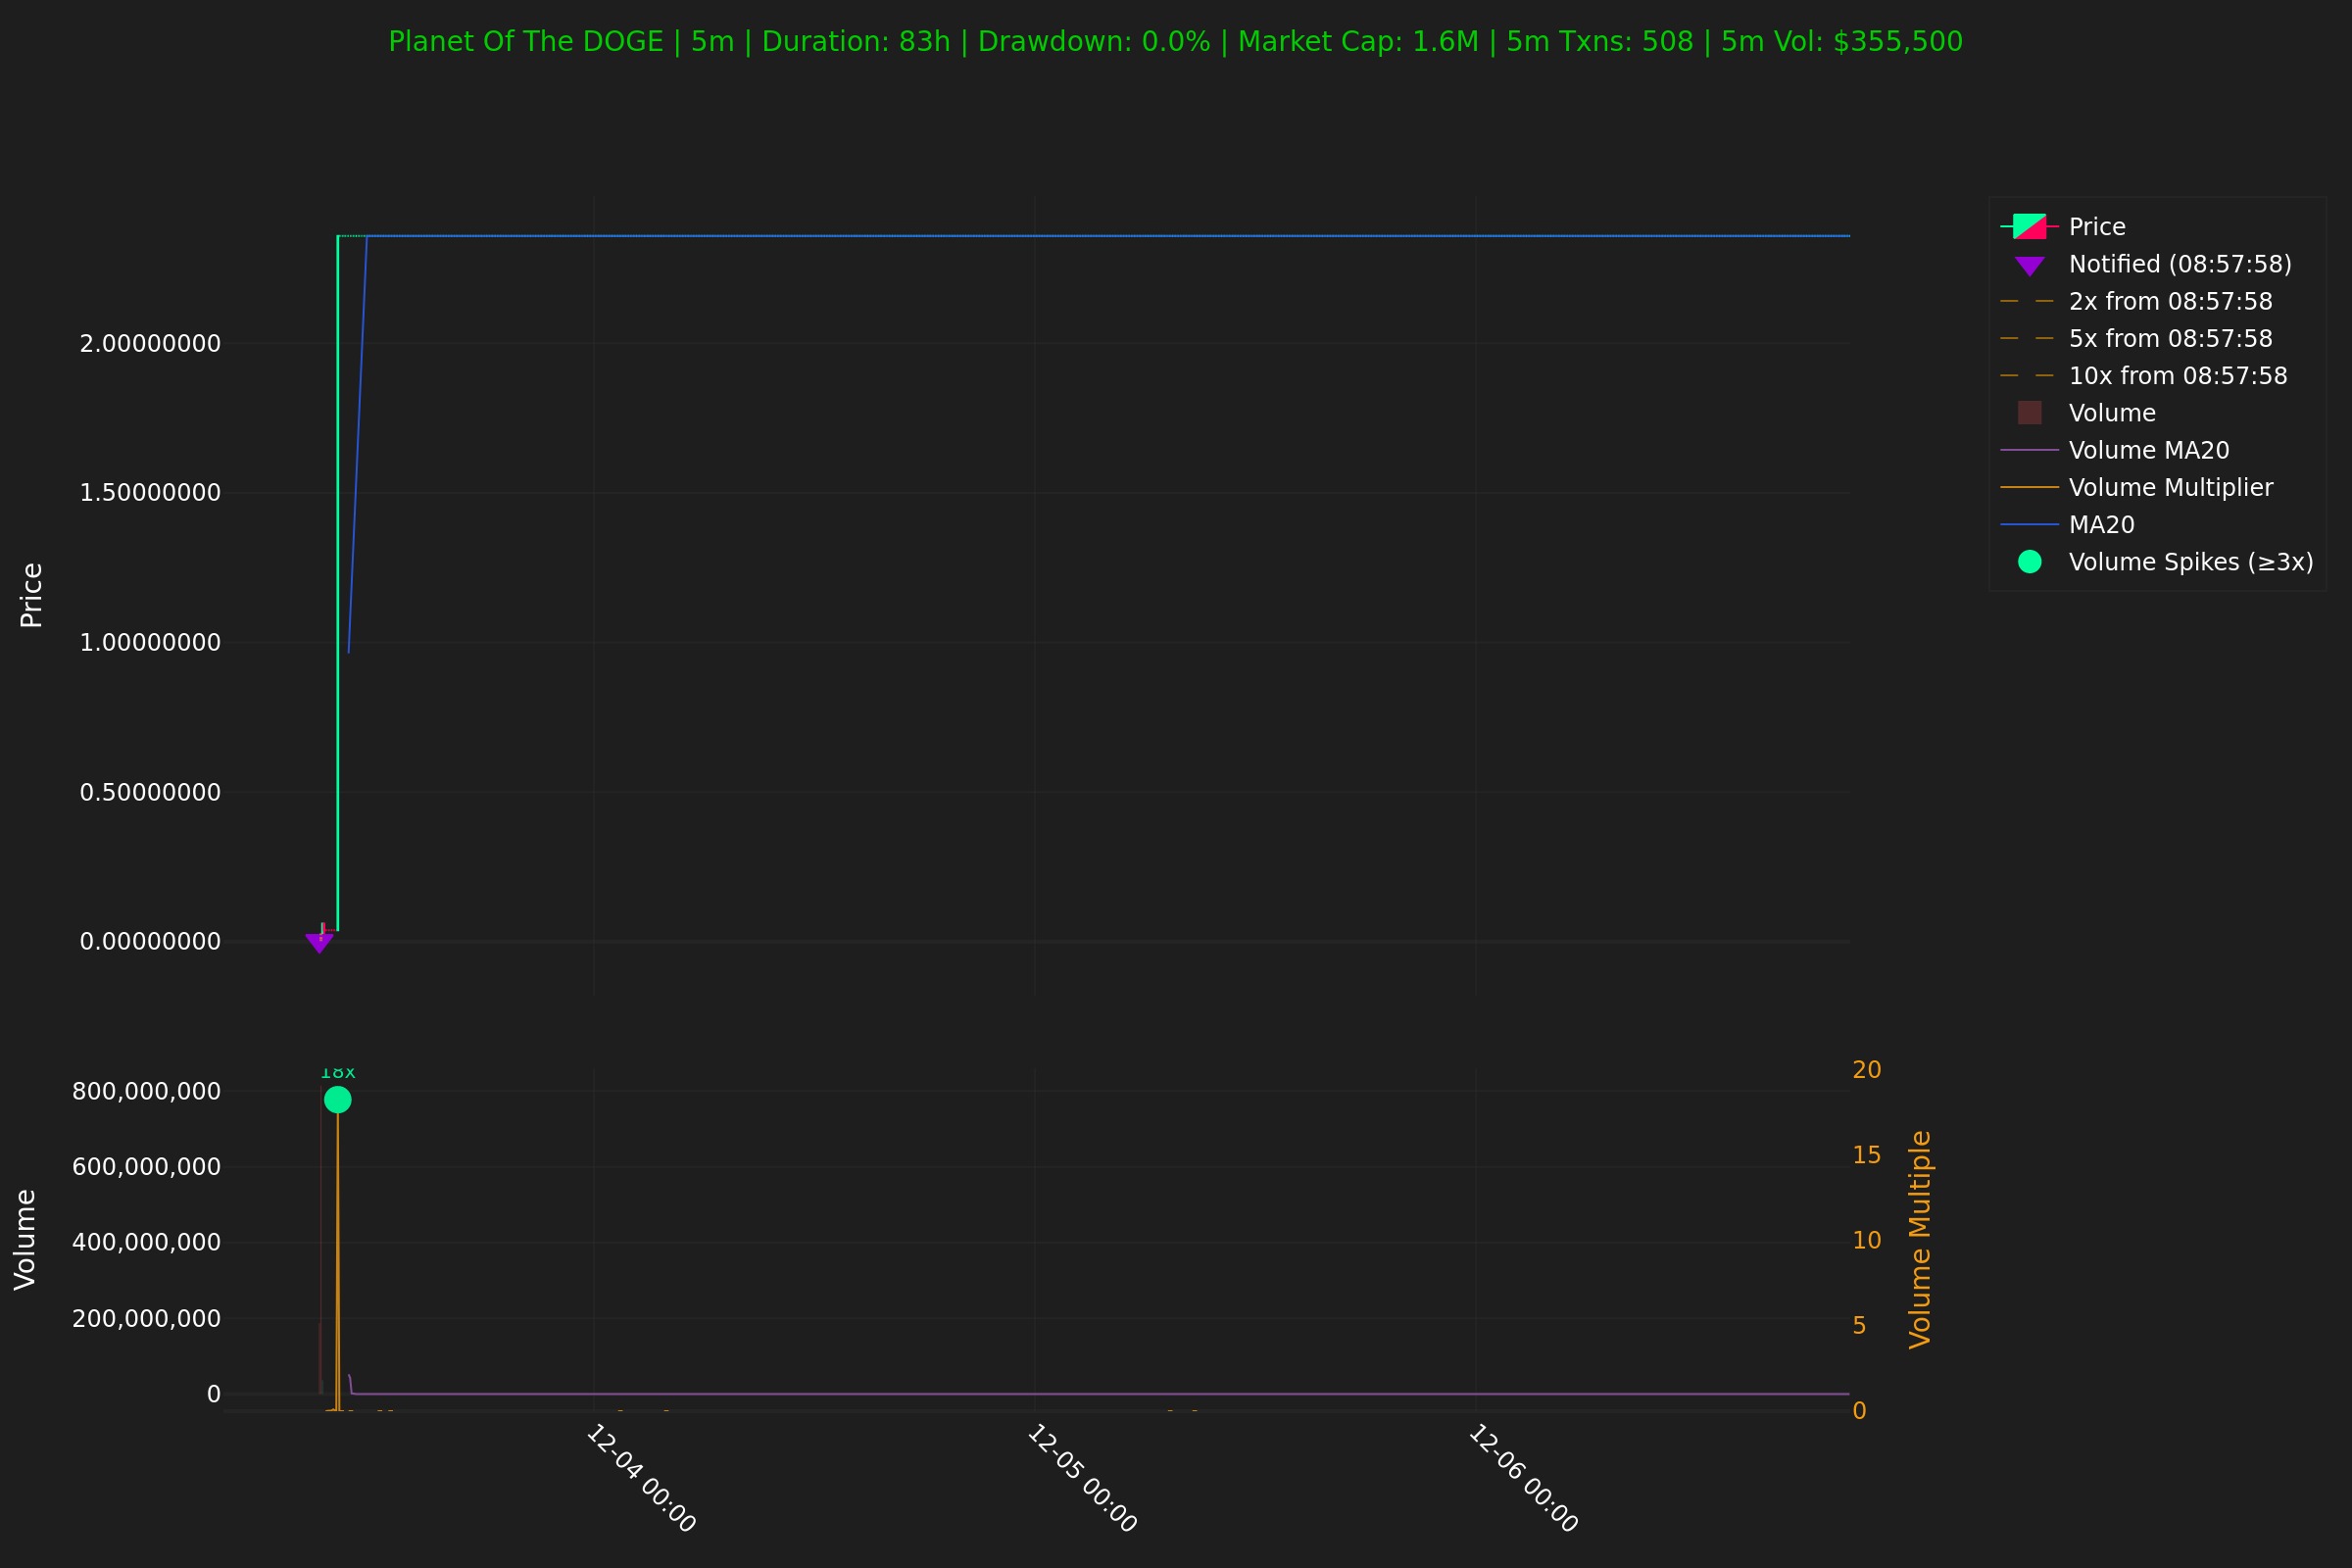 Planet Of The DOGE | 5m | Duration: 83h | Drawdown: 0.0% | Market Cap: 1.6M | 5m Txns: 508 | 5m Vol: $355,500
Price
2.00000000
1.50000000
1.00000000
0.50000000
0.00000000
Price
Notified (08:57:58)
2x from 08:57:58
5x from 08:57:58
10x from 08:57:58
Volume
Volume MA20
Volume Multiplier
MA20
Volume Spikes (≥3x)
Volume
800,000,000
600,000,000
400,000,000
200,000,000
0
18x
20
15
10
5
0
Volume Multiple
12-04 00:00
12-05 00:00
12-06 00:00